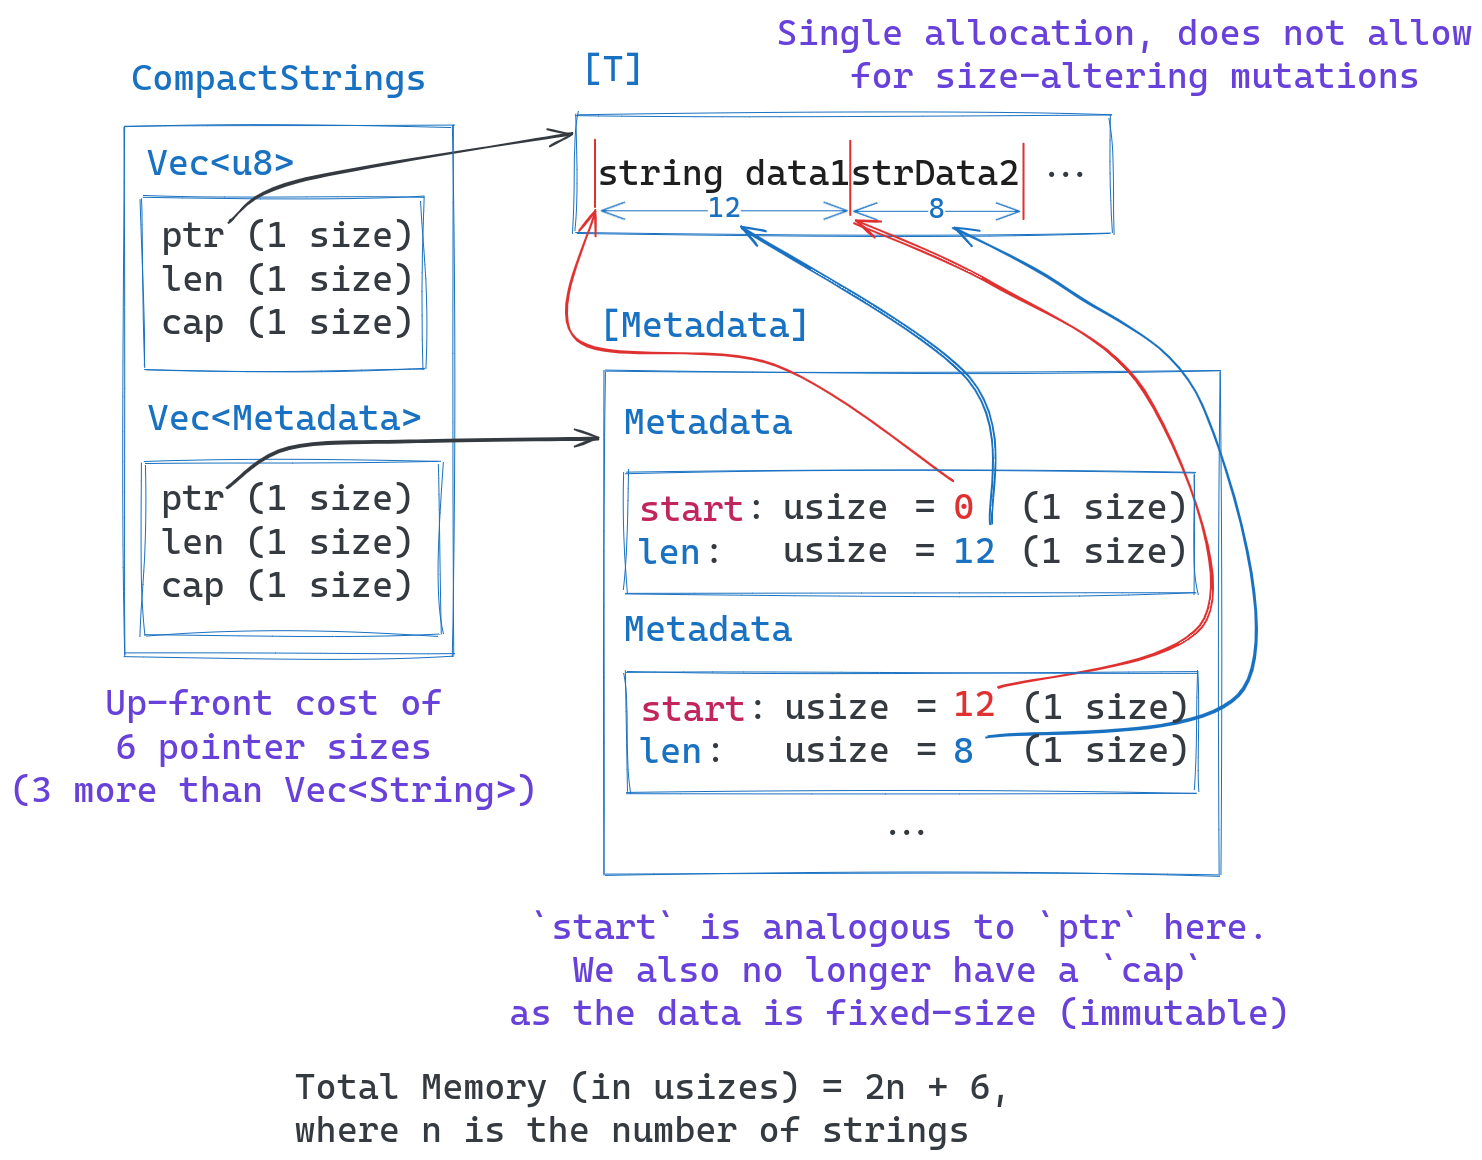 CompactStrings
Vec<u8>
ptr (1 size)
len (1 size)
cap (1 size)
Vec<Metadata>
ptr (1 size)
len (1 size)
cap (1 size)
Up-front cost of
6 pointer sizes
(3 more than Vec<String>)
Single allocation, does not allow
for size-altering mutations
[T]
string data1 strData2 ...
12 8
[Metadata]
Metadata
start: usize = 0 (1 size)
len: usize = 12 (1 size)
Metadata
start: usize = 12 (1 size)
len: usize = 8 (1 size)
...
`start` is analogous to `ptr` here.
We also no longer have a `cap`
as the data is fixed-size (immutable)
Total Memory (in usizes) = 2n + 6,
where n is the number of strings